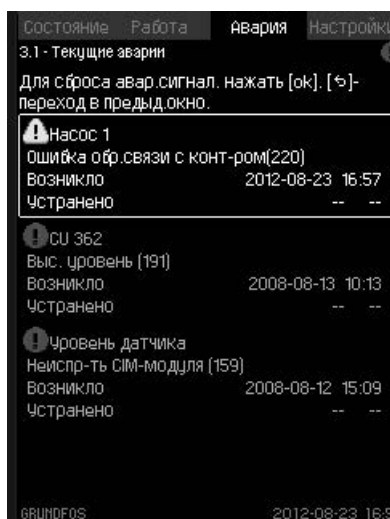 Состояние Работа Авария Настройки
3.1 - Текущие аварии
Для сброса авар.сигнал. нажать [ok]. [↰]-
переход в предыд.окно.
Насос 1
Ошибка обр.связи с конт-ром(220)
Возникло 2012-08-23 16:57
Устранено -- --
CU 362
Выс. уровень (191)
Возникло 2008-08-13 10:13
Устранено -- --
Уровень датчика
Неиспр-ть CIM-модуля (159)
Возникло 2008-08-12 15:09
Устранено -- --
GRUNDFOS 2012-08-23